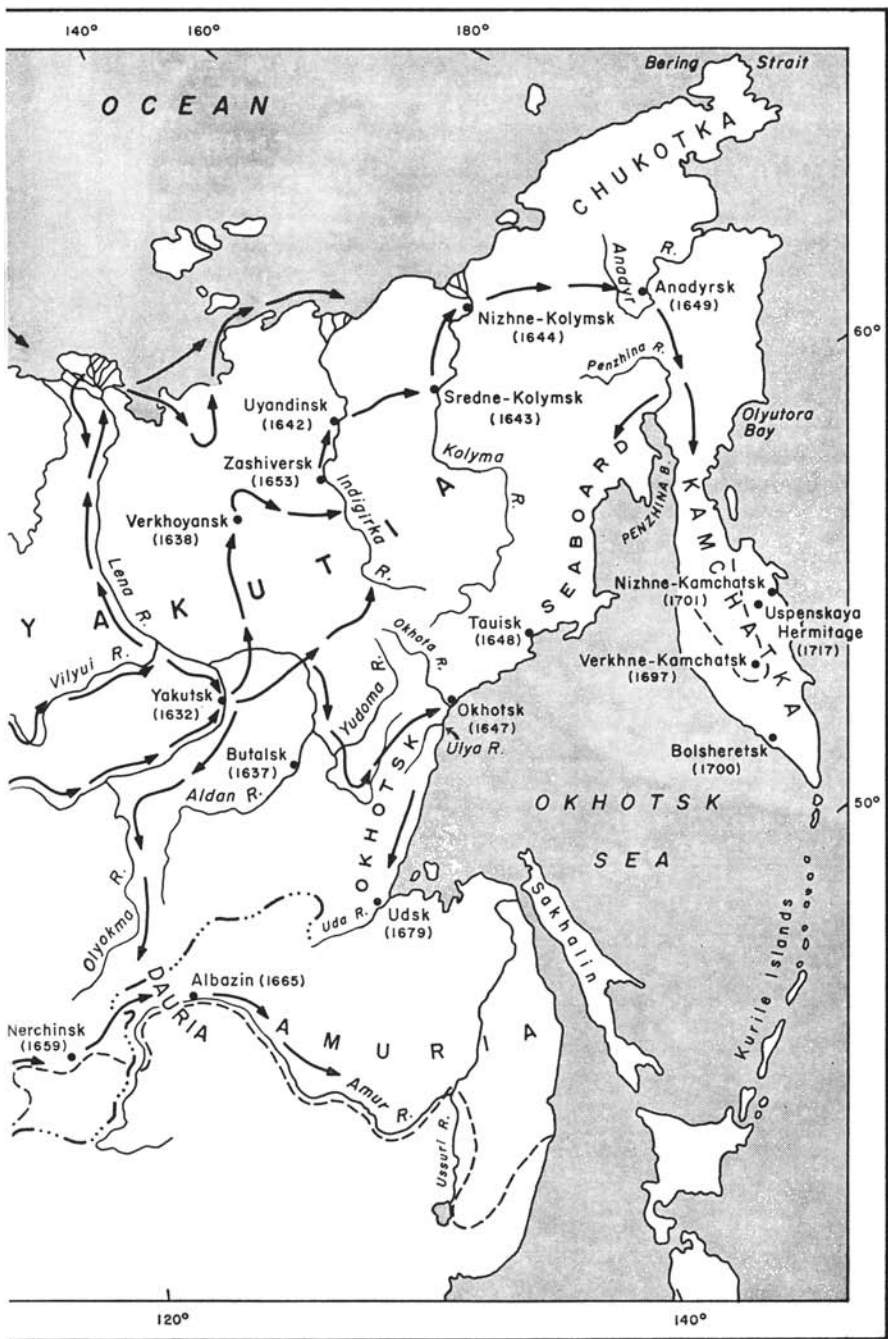 140°
160°
180°
Bering Strait
OCEAN
CHUKOTKA
Anadyr R.
Anadyrsk
(1649)
Nizhne-Kolymsk
(1644)
60°
Penzhina R.
Uyandinsk
(1642)
Sredne-Kolymsk
(1643)
Olyutora
Bay
Zashiversk
(1653)
Kolyma
R.
Indigirka
R.
Verkhoyansk
(1638)
PENZHINA B.
SEABOARD
KAMCHATKA
Lena R.
YAKUTIA
Nizhne-Kamchatsk
(1701)
Uspenskaya
Hermitage
(1717)
Tauisk
(1648)
Okhota R.
Vilyui R.
Verkhne-Kamchatsk
(1697)
Yakutsk
(1632)
Yudoma R.
Okhotsk
(1647)
Ulya R.
Butalsk
(1637)
Bolsheretsk
(1700)
Aldan R.
OKHOTSK
OKHOTSK
SEA
50°
Olyokma R.
Uda R.
Udsk
(1679)
Sakhalin
Kurile Islands
DAURIA
Albazin (1665)
Nerchinsk
(1659)
AMURIA
Amur R.
Ussuri R.
120°
140°